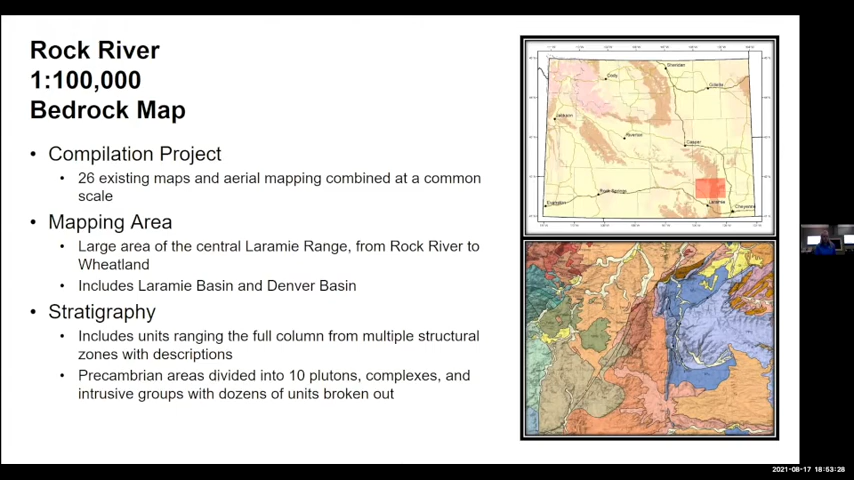 Rock River
1:100,000
Bedrock Map
• Compilation Project
• 26 existing maps and aerial mapping combined at a common
scale
• Mapping Area
• Large area of the central Laramie Range, from Rock River to
Wheatland
• Includes Laramie Basin and Denver Basin
• Stratigraphy
• Includes units ranging the full column from multiple structural
zones with descriptions
• Precambrian areas divided into 10 plutons, complexes, and
intrusive groups with dozens of units broken out
Sheridan
Cody
Gillette
Jackson
Riverton
Casper
Rock Springs
Evanston
Laramie
Cheyenne
2021-08-17 18:53:28